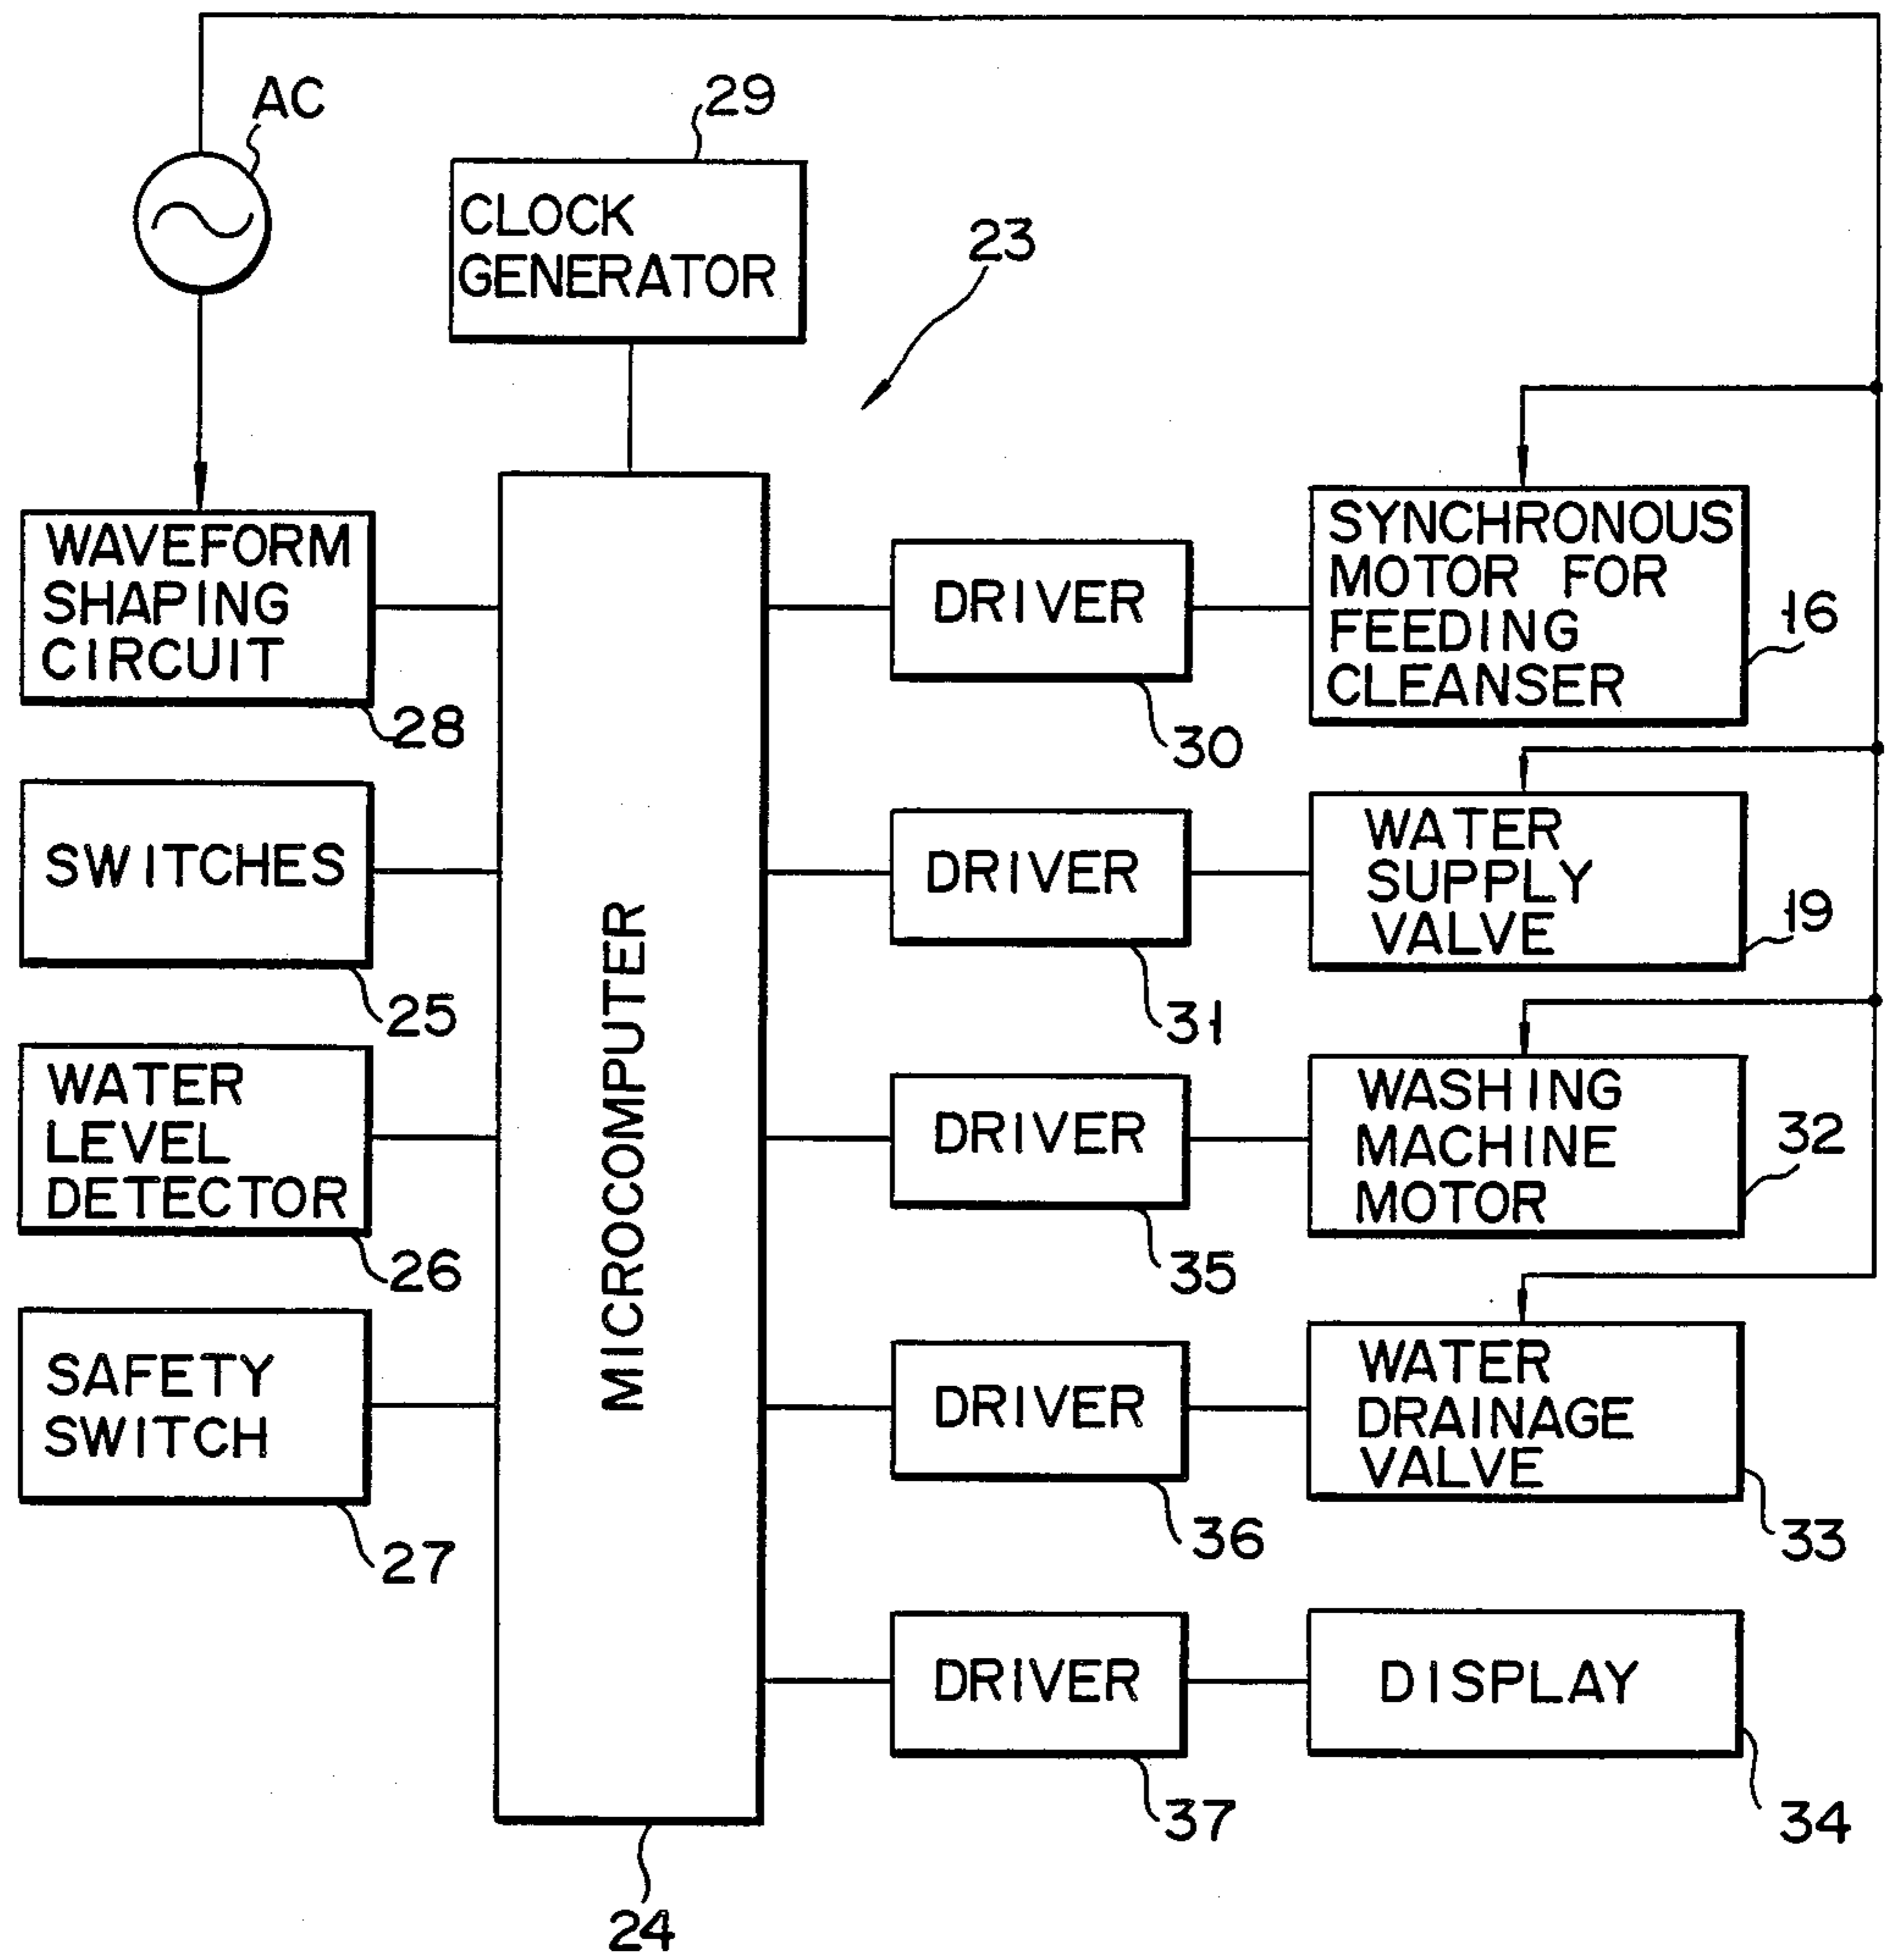 AC
29
CLOCK
GENERATOR
23
WAVEFORM
SHAPING
CIRCUIT
28
DRIVER
30
SYNCHRONOUS
MOTOR FOR
FEEDING
CLEANSER
16
SWITCHES
25
DRIVER
31
WATER
SUPPLY
VALVE
19
MICROCOMPUTER
WATER
LEVEL
DETECTOR
26
DRIVER
35
WASHING
MACHINE
MOTOR
32
SAFETY
SWITCH
27
DRIVER
36
WATER
DRAINAGE
VALVE
33
DRIVER
37
DISPLAY
34
24